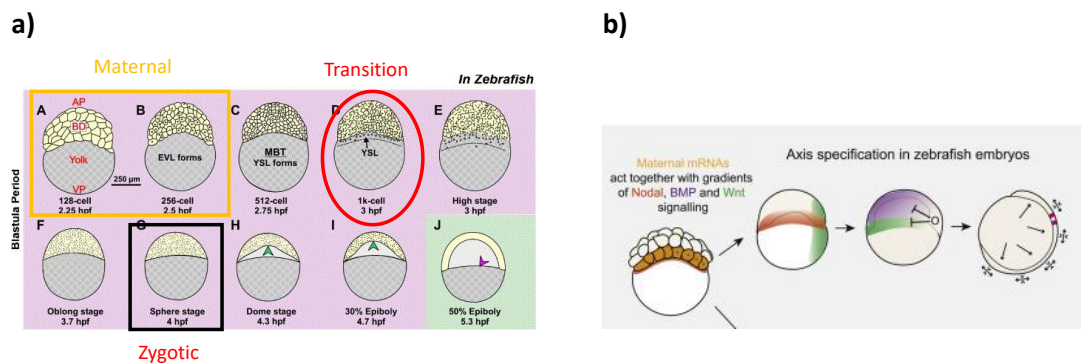 a)
b)
Maternal
Transition
In Zebrafish
Blastula Period
A
AP
BD
Yolk
VP
250 µm
128-cell
2.25 hpf
B
EVL forms
256-cell
2.5 hpf
C
MBT
YSL forms
512-cell
2.75 hpf
D
YSL
1k-cell
3 hpf
E
High stage
3 hpf
F
Oblong stage
3.7 hpf
G
Sphere stage
4 hpf
H
Dome stage
4.3 hpf
I
30% Epiboly
4.7 hpf
J
50% Epiboly
5.3 hpf
Zygotic
Maternal mRNAs
act together with gradients
of Nodal, BMP and Wnt
signalling
Axis specification in zebrafish embryos